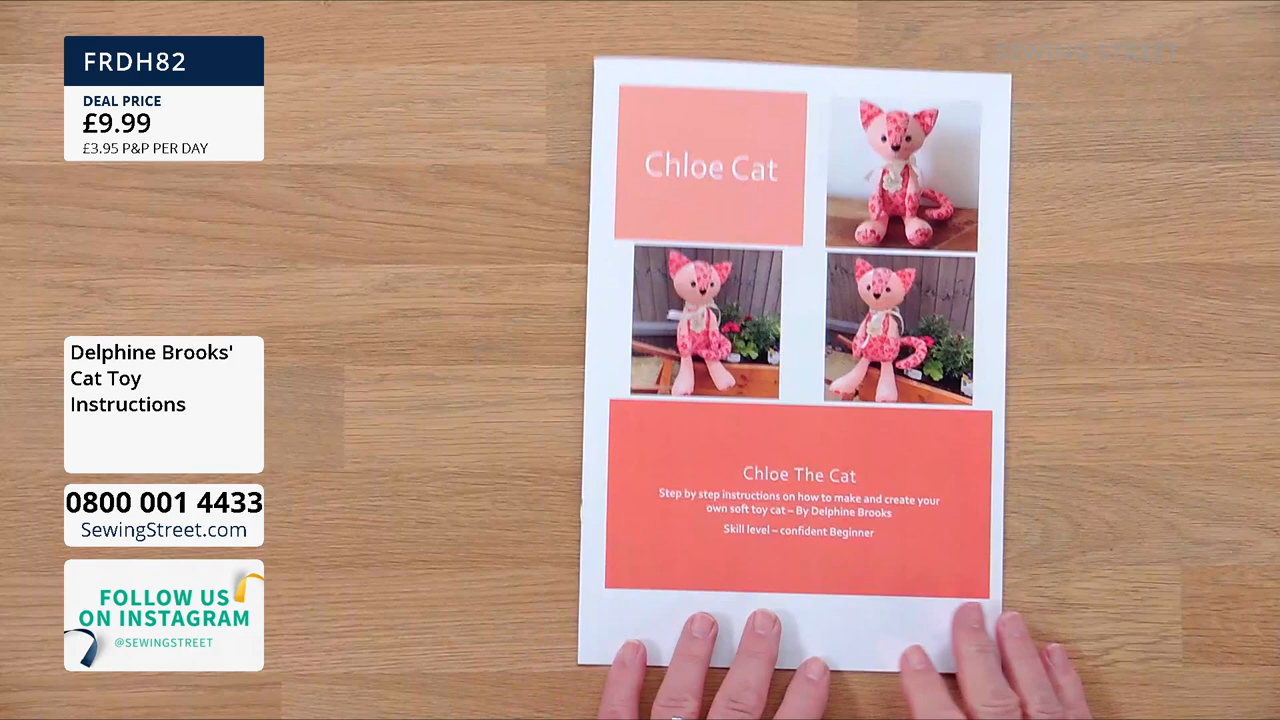 FRDH82
DEAL PRICE
£9.99
£3.95 P&P PER DAY
Delphine Brooks'
Cat Toy
Instructions
0800 001 4433
SewingStreet.com
FOLLOW US
ON INSTAGRAM
@SEWINGSTREET
SEWING STREET
Chloe Cat
Chloe The Cat
Step by step instructions on how to make and create your
own soft toy cat – By Delphine Brooks
Skill level – confident Beginner